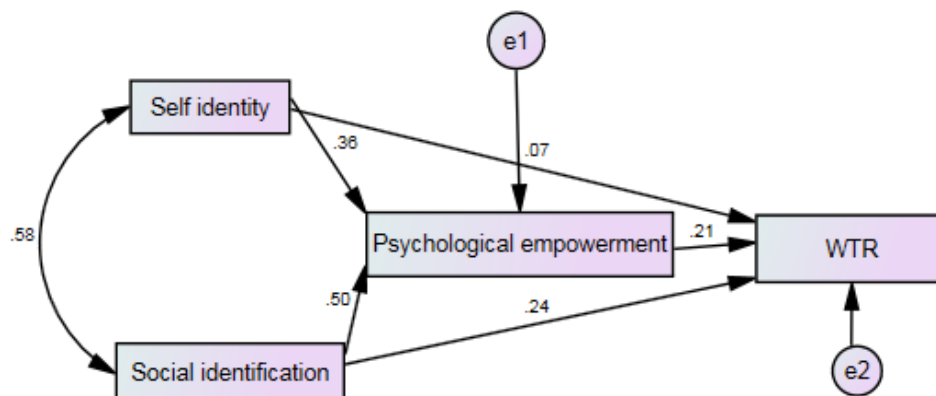 e1
Self identity
.36
.07
.58
Psychological empowerment
.21
WTR
.50
.24
Social identification
e2